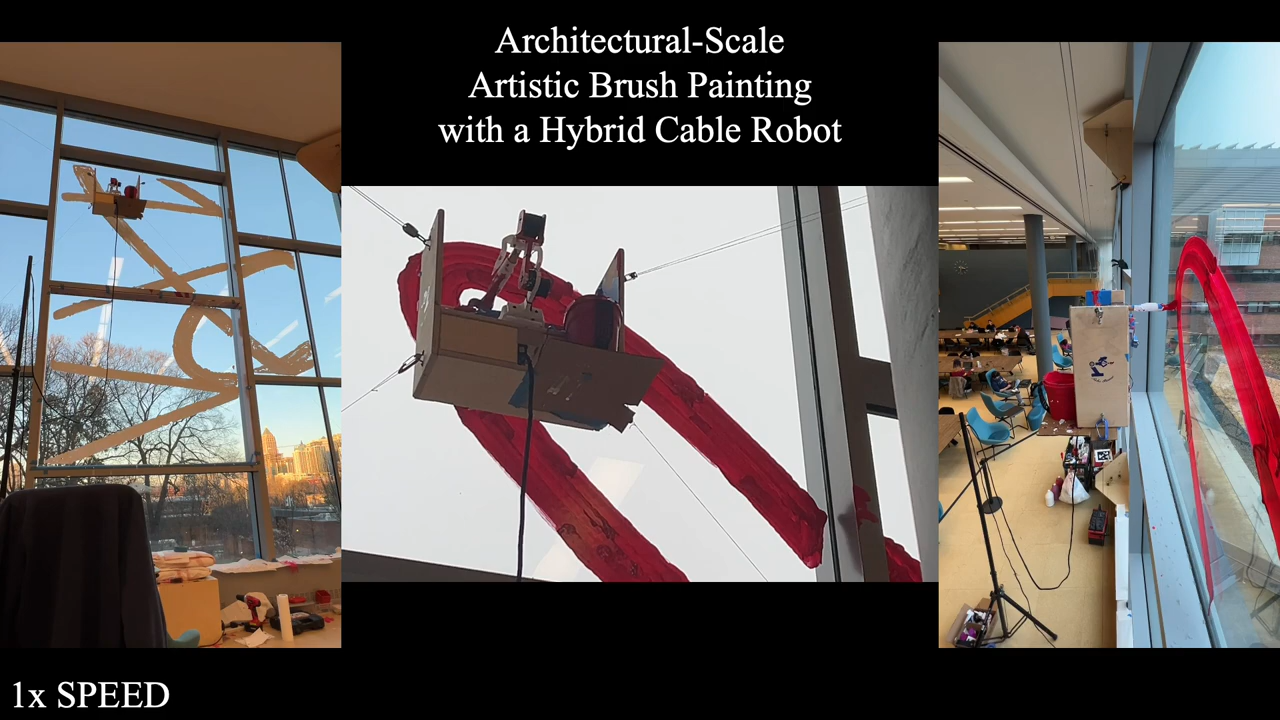 Architectural-Scale
Artistic Brush Painting
with a Hybrid Cable Robot
1x SPEED